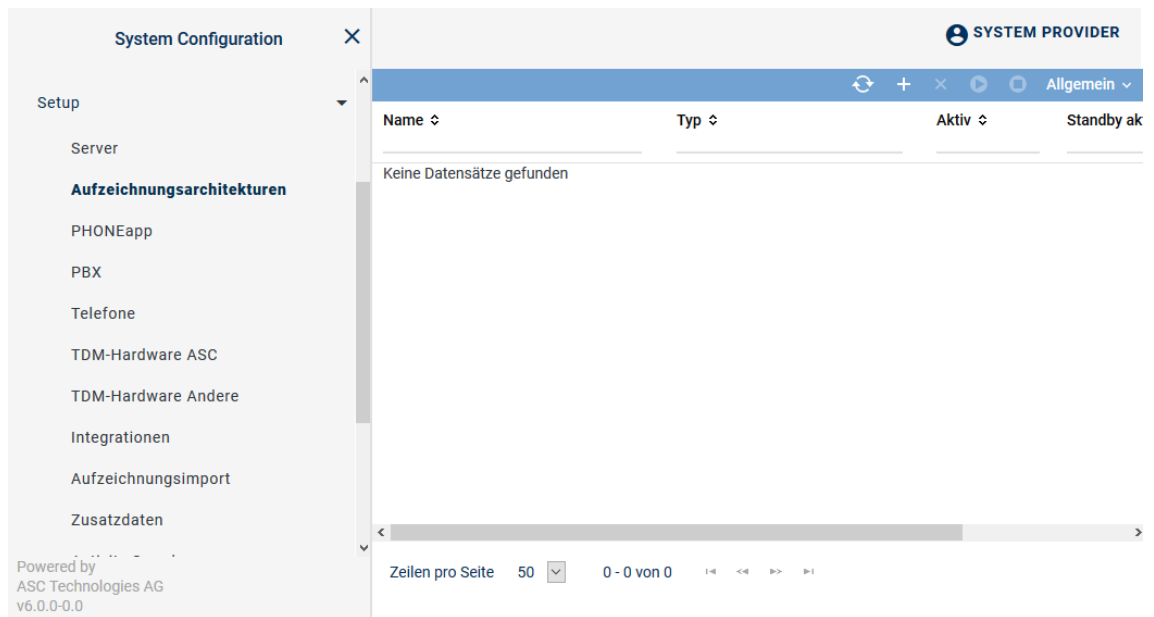 System Configuration
SYSTEM PROVIDER
Setup
Server
Aufzeichnungsarchitekturen
PHONEapp
PBX
Telefone
TDM-Hardware ASC
TDM-Hardware Andere
Integrationen
Aufzeichnungsimport
Zusatzdaten
Powered by
ASC Technologies AG
v6.0.0-0.0
Allgemein
Name Typ Aktiv Standby ak
Keine Datensätze gefunden
Zeilen pro Seite 50 0 - 0 von 0